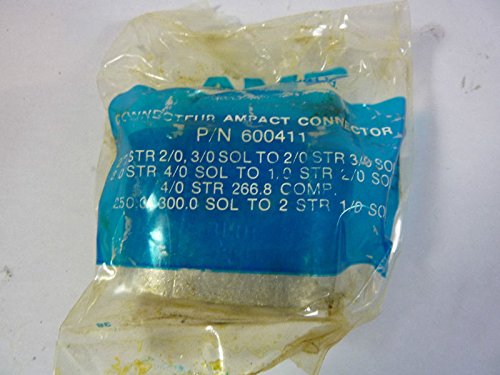 AMP
CONNECTEUR AMPACT CONNECTOR
P/N 600411
STR 2/0, 3/0 SOL TO 2/0 STR 3/0 SOL
STR 4/0 SOL TO 1/0 STR 2/0 SOL
4/0 STR 266.8 COMP.
250.0 300.0 SOL TO 2 STR 1/0 SOL